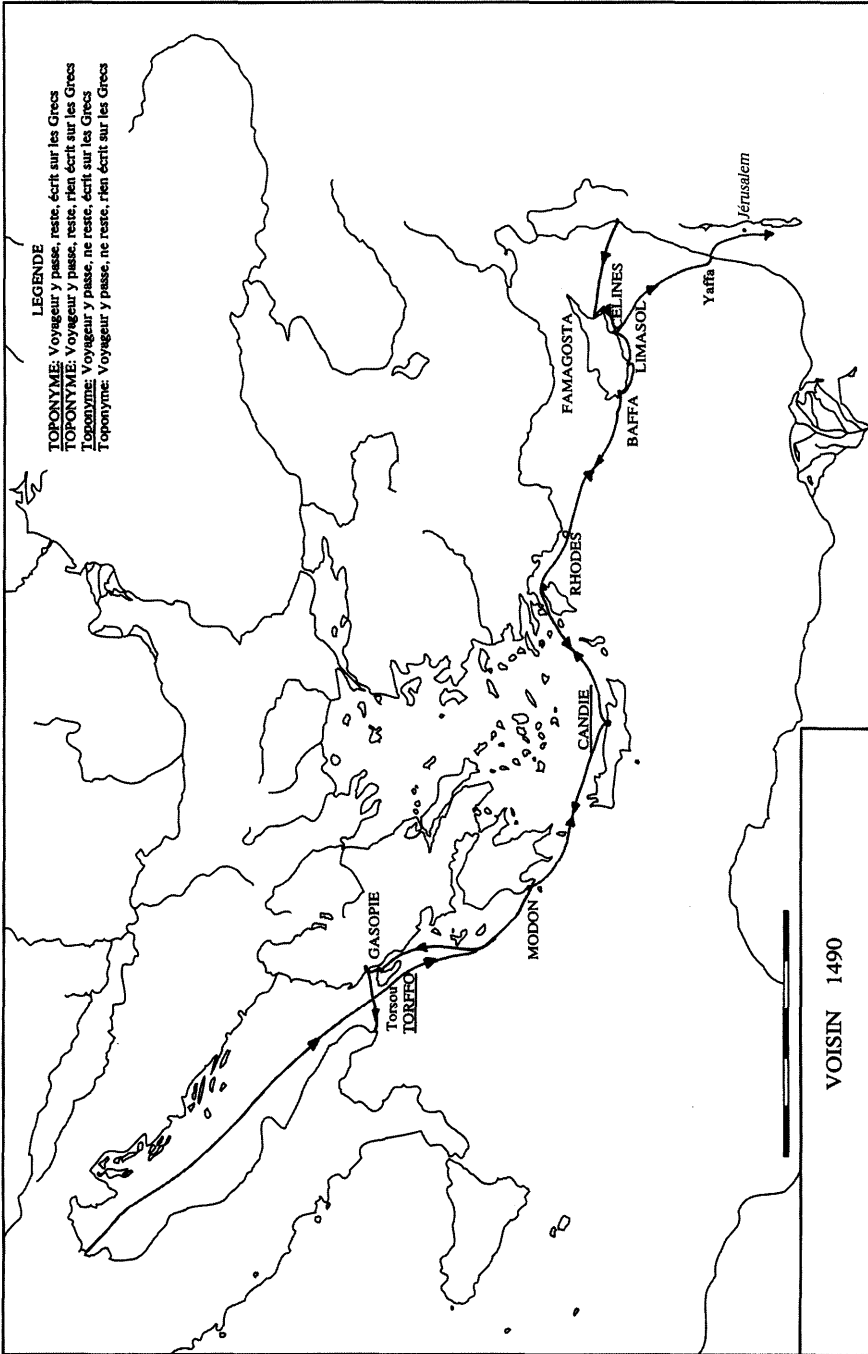 LEGENDE
TOPONYME: Voyageur y passe, reste, écrit sur les Grecs
TOPONYME: Voyageur y passe, reste, rien écrit sur les Grecs
Toponyme: Voyageur y passe, ne reste, écrit sur les Grecs
Toponyme: Voyageur y passe, ne reste, rien écrit sur les Grecs
GASOPIE
Torsou
TORFFO
MODON
CANDIE
RHODES
BAFFA
FAMAGOSTA
LIMASOL
CELINES
Yaffa
Jérusalem
VOISIN 1490